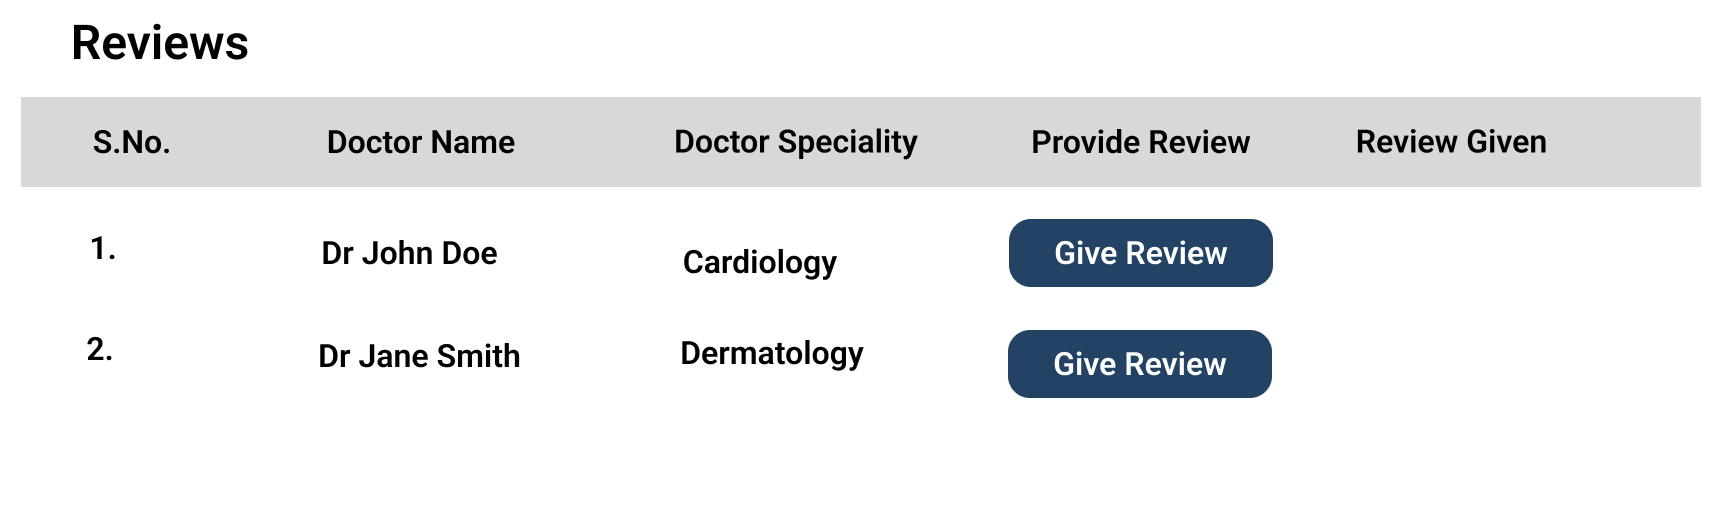 Reviews
S.No. Doctor Name Doctor Speciality Provide Review Review Given
1. Dr John Doe Cardiology Give Review
2. Dr Jane Smith Dermatology Give Review